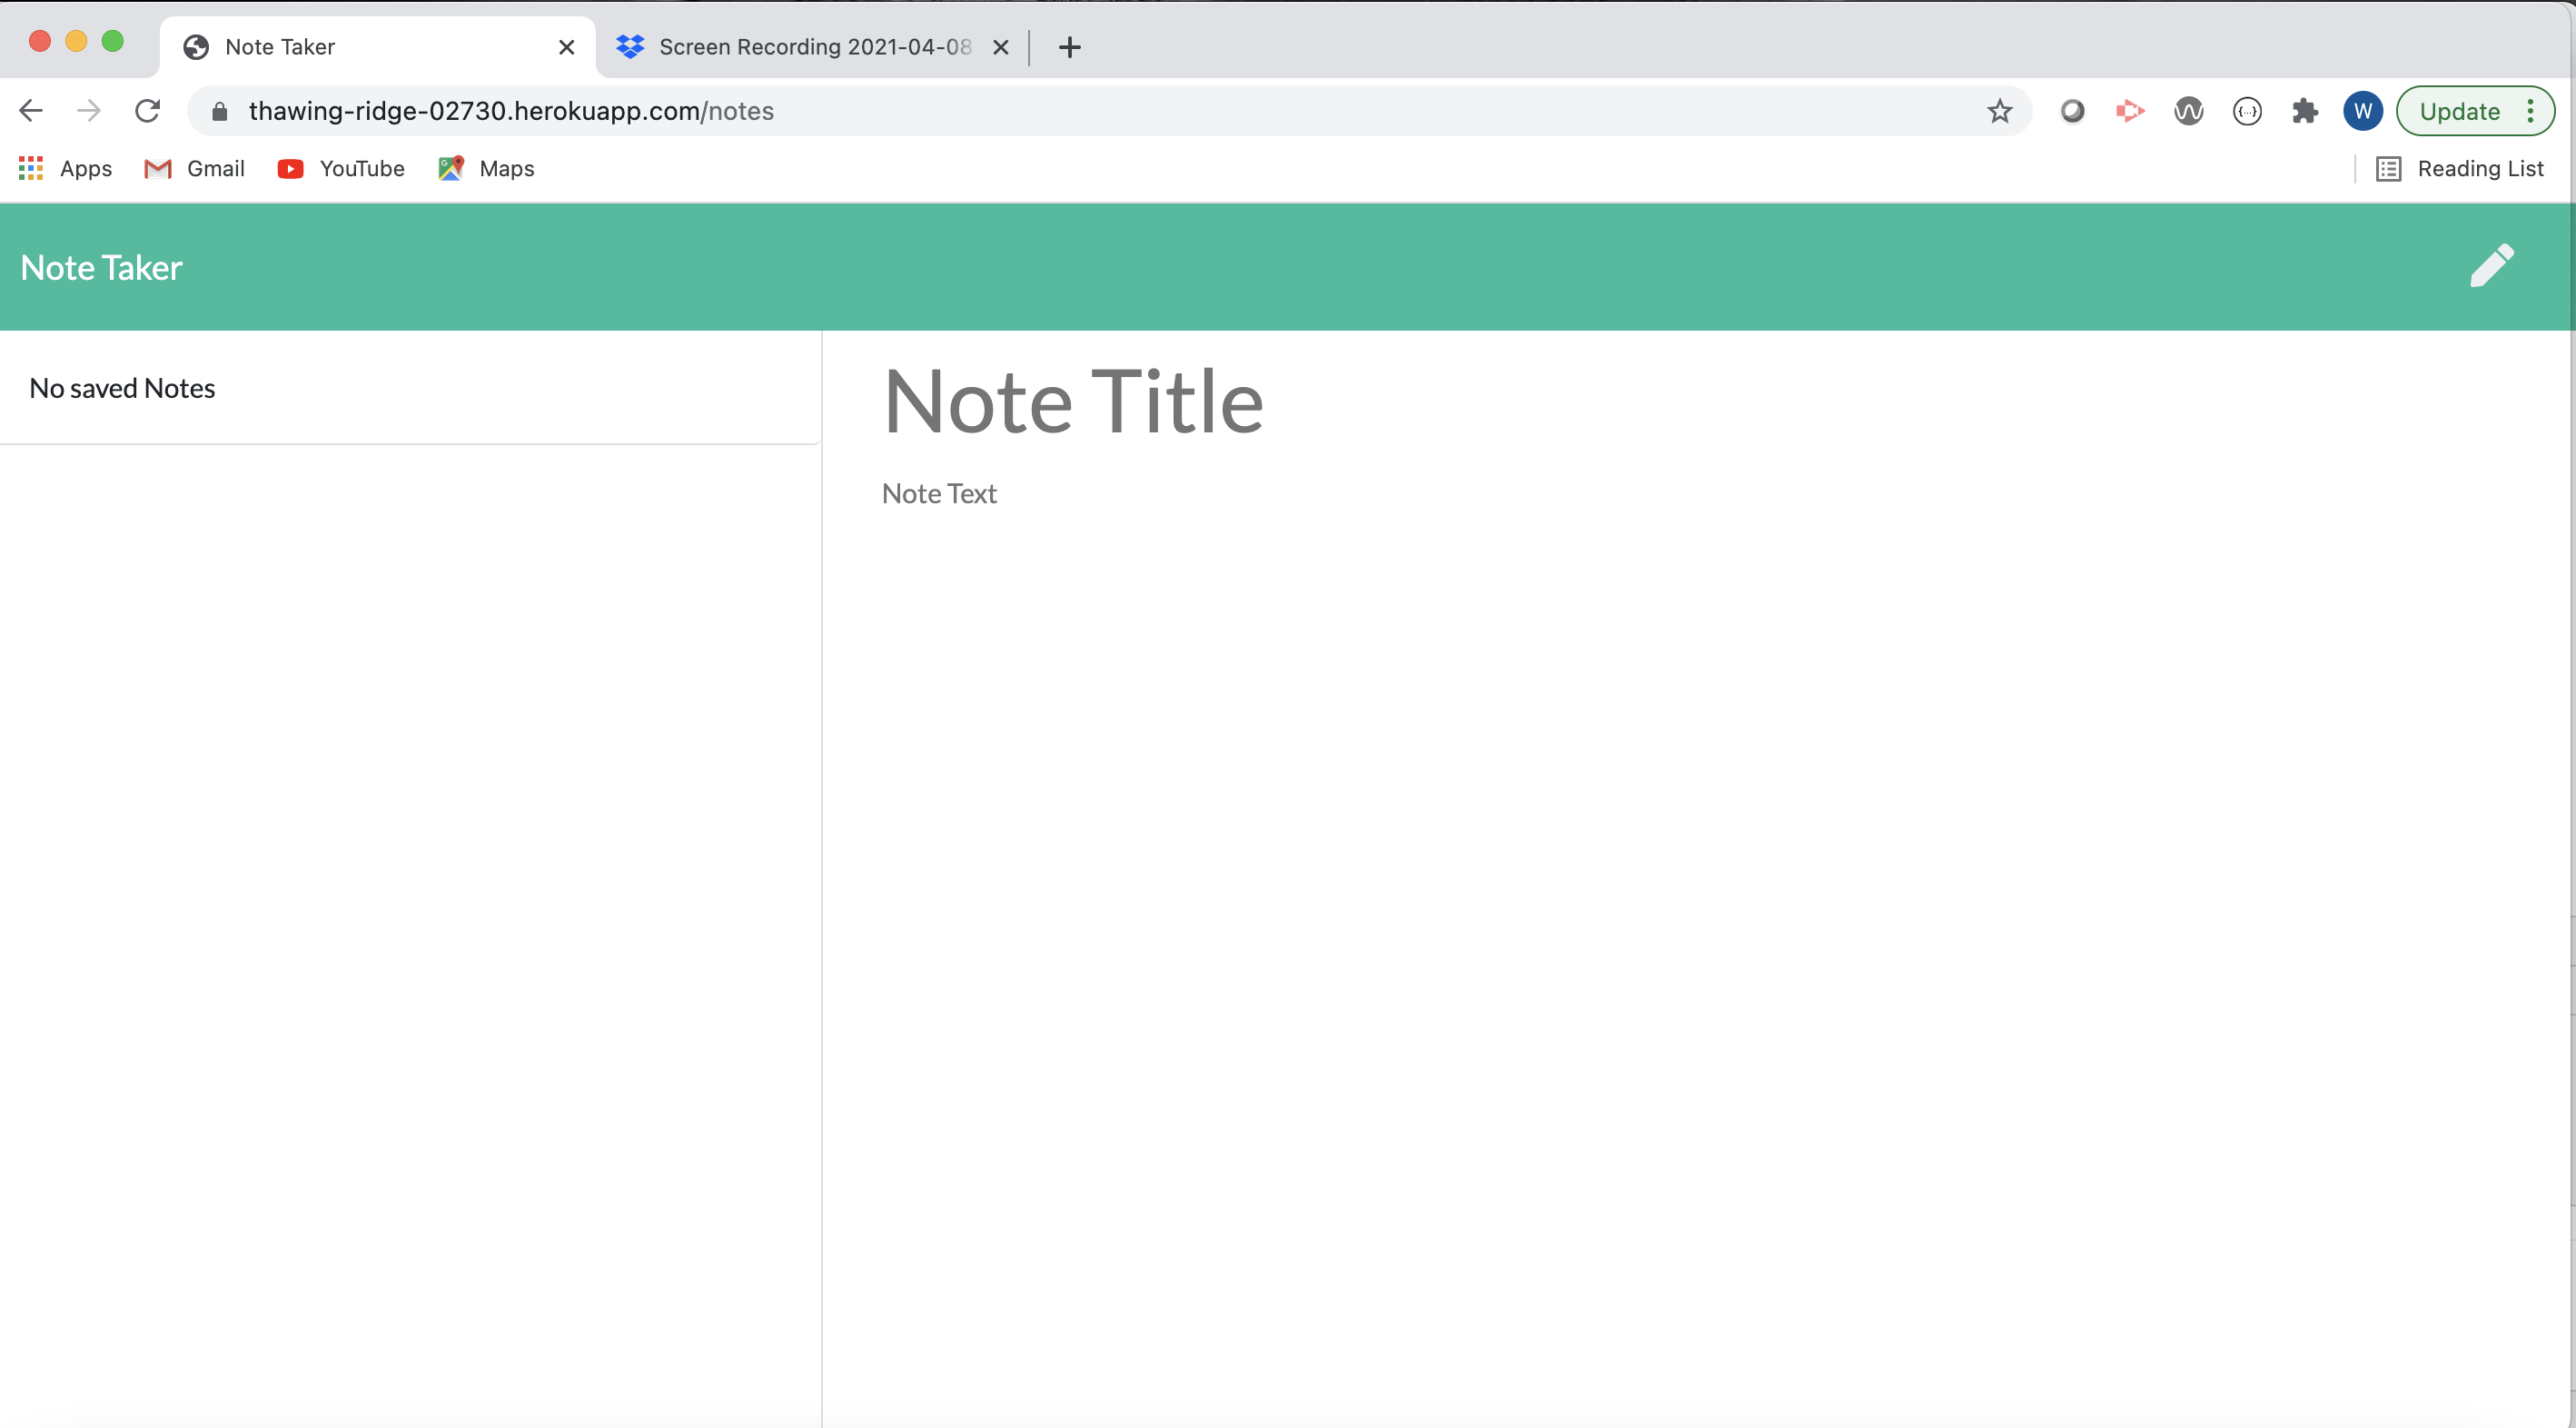 Note Taker
Screen Recording 2021-04-08
thawing-ridge-02730.herokuapp.com/notes
W
Update
Apps
Gmail
YouTube
Maps
Reading List
Note Taker
No saved Notes
Note Title
Note Text